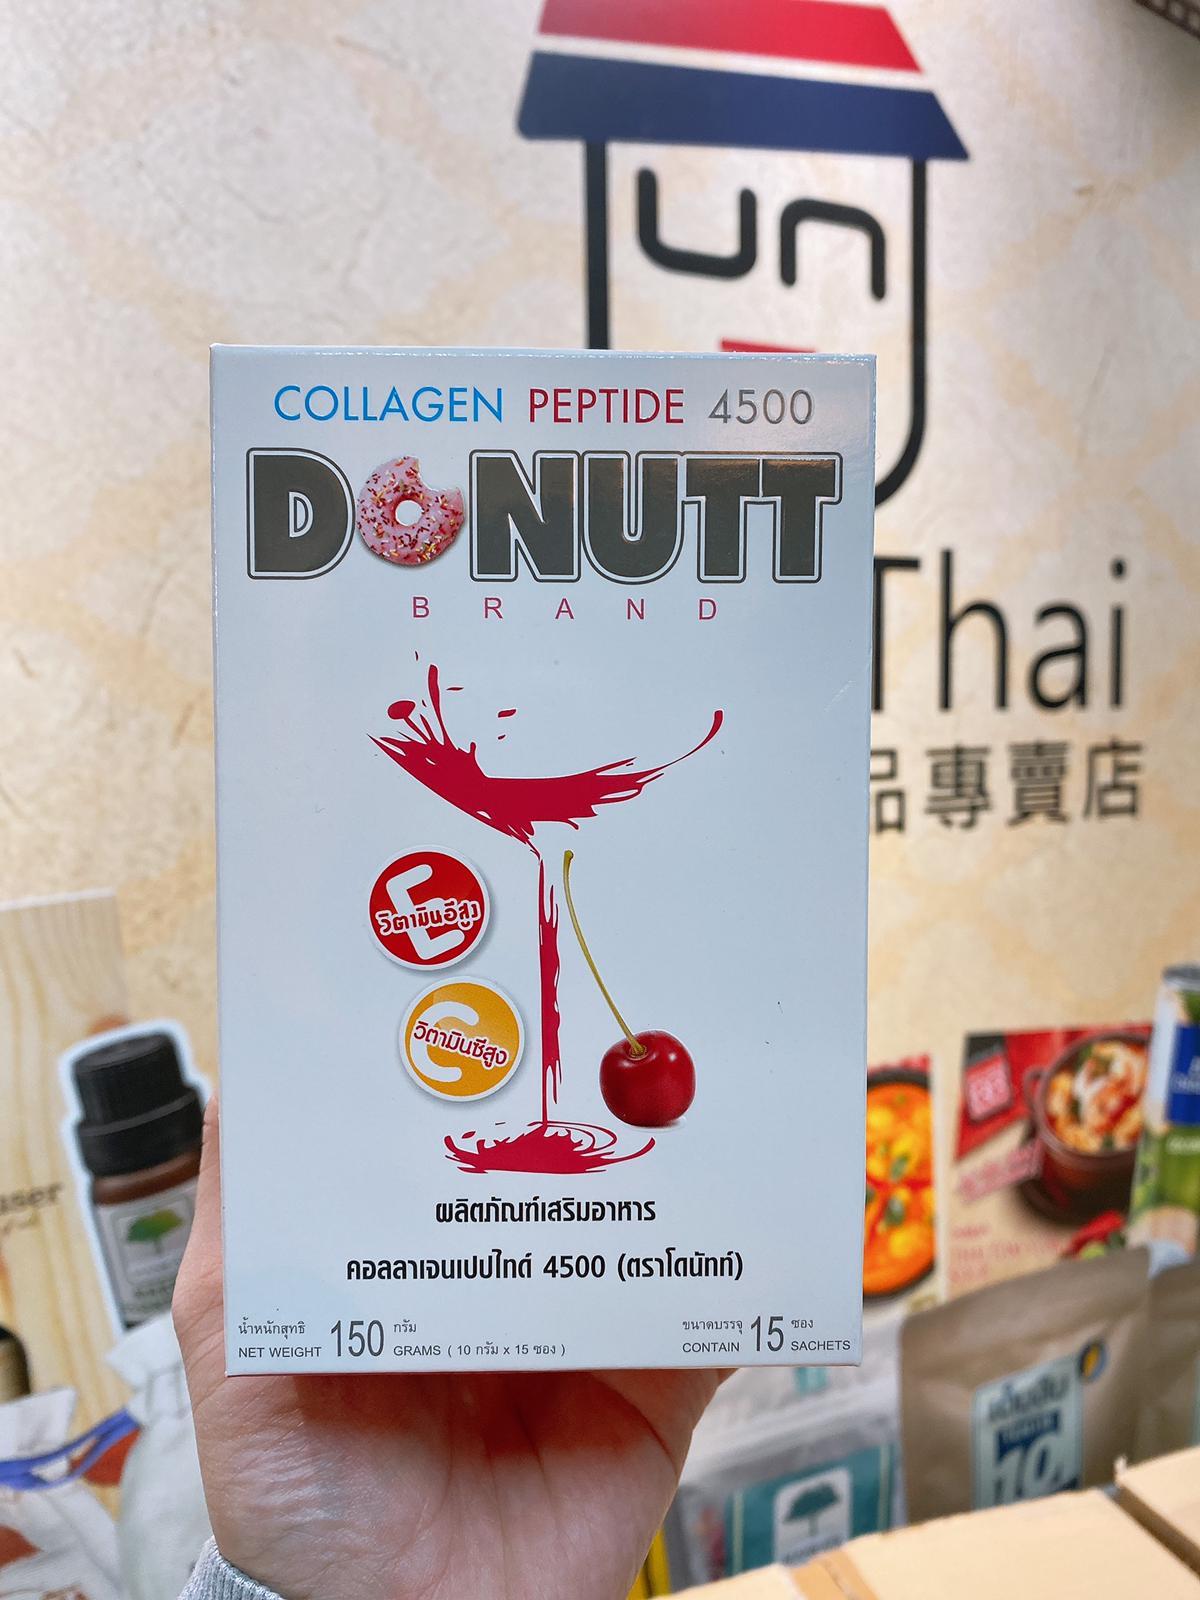 un
Thai
品專賣店
COLLAGEN PEPTIDE 4500
DONUTT
BRAND
E
วิตามินอีสูง
C
วิตามินซีสูง
ผลิตภัณฑ์เสริมอาหาร
คอลลาเจนเปปไทด์ 4500 (ตราโดนัทท์)
น้ำหนักสุทธิ 150 กรัม
NET WEIGHT GRAMS ( 10 กรัม x 15 ซอง )
ขนาดบรรจุ 15 ซอง
CONTAIN SACHETS
10